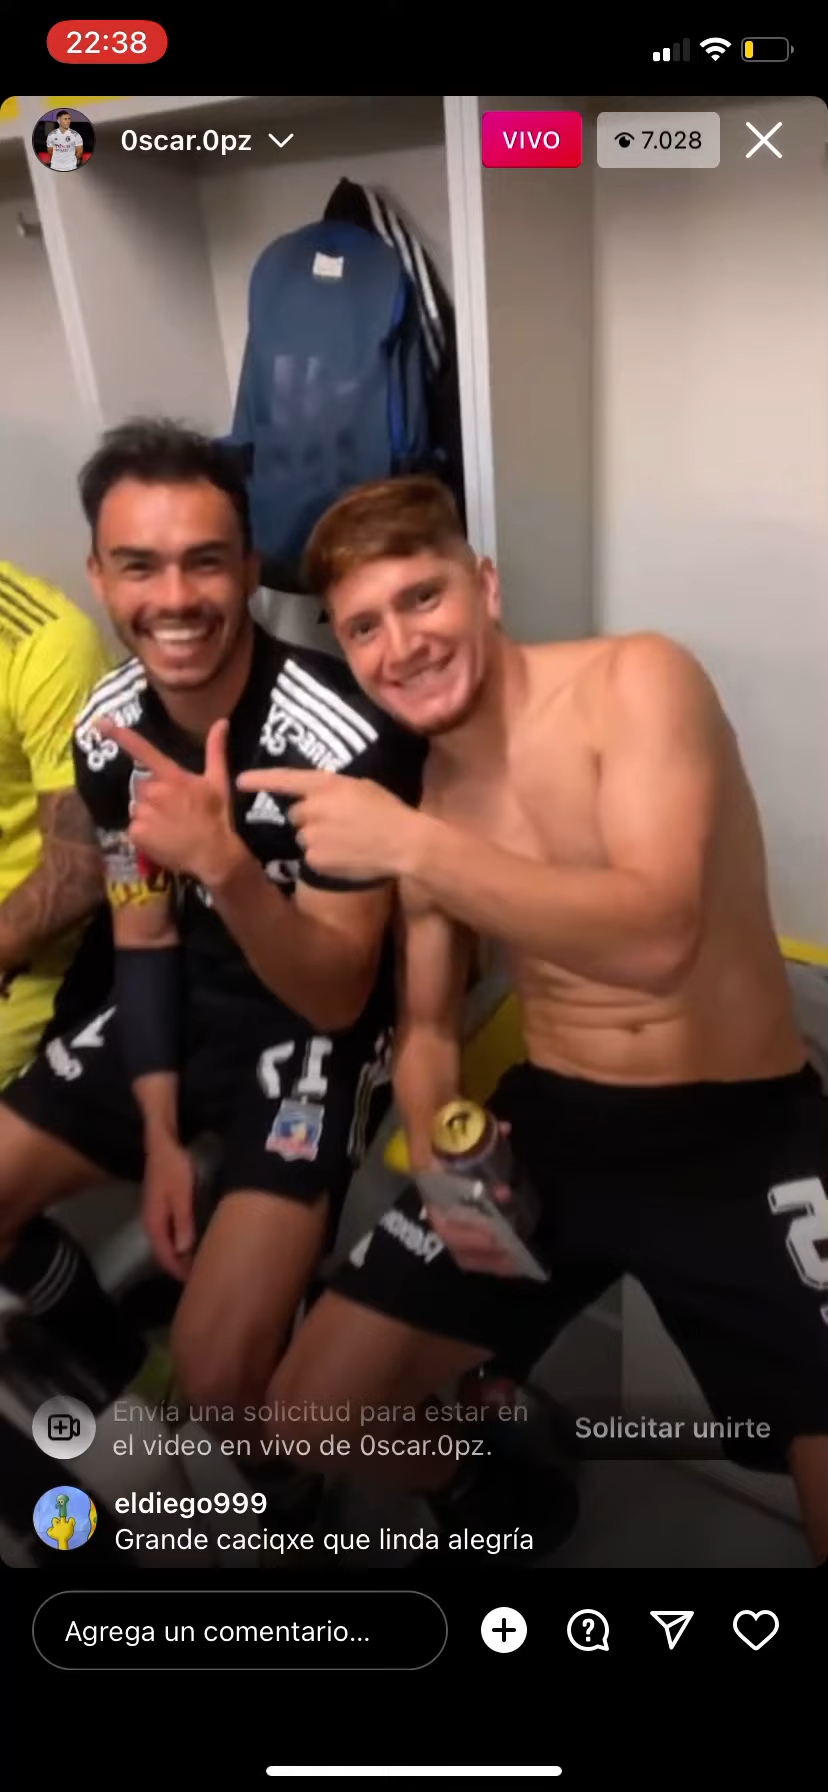 22:38
0scar.0pz
VIVO
7.028
Envía una solicitud para estar en
el video en vivo de 0scar.0pz.
Solicitar unirte
eldiego999
Grande caciqxe que linda alegría
Agrega un comentario...